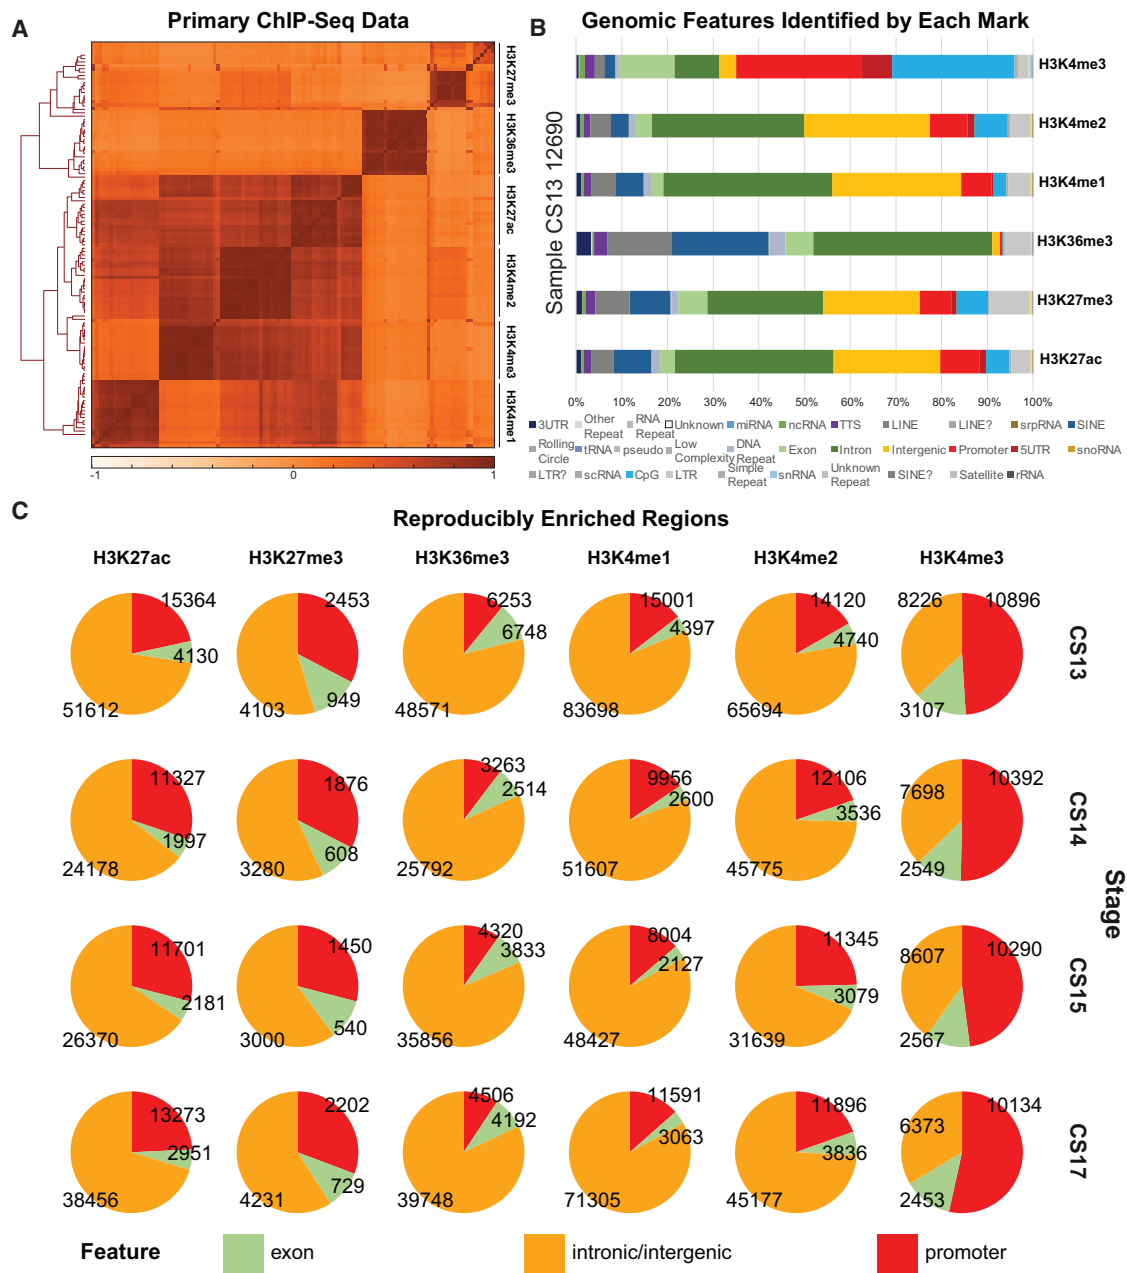 A
Primary ChIP-Seq Data
H3K27me3
H3K36me3
H3K27ac
H3K4me2
H3K4me3
H3K4me1
-1
1
B
Genomic Features Identified by Each Mark
Sample CS13 12690
H3K4me3
H3K4me2
H3K4me1
H3K36me3
H3K27me3
H3K27ac
0% 10% 20% 30% 40% 50% 60% 70% 80% 90% 100%
3UTR Other Repeat RNA Repeat Unknown miRNA ncRNA TTS LINE LINE? srpRNA SINE
Rolling Circle tRNA pseudo Low Complexity DNA Repeat Exon Intron Intergenic Promoter 5UTR snoRNA
LTR? scRNA CpG LTR Simple Repeat snRNA Unknown Repeat SINE? Satellite rRNA
C
Reproducibly Enriched Regions
H3K27ac H3K27me3 H3K36me3 H3K4me1 H3K4me2 H3K4me3
15364 2453 6253 15001 14120 8226 10896
4130 949 6748 4397 4740
51612 4103 48571 83698 65694 3107
CS13
11327 1876 3263 9956 12106 7698 10392
1997 608 2514 2600 3536
24178 3280 25792 51607 45775 2549
CS14
Stage
11701 1450 4320 8004 11345 8607 10290
2181 540 3833 2127 3079
26370 3000 35856 48427 31639 2567
CS15
13273 2202 4506 11591 11896 6373 10134
2951 729 4192 3063 3836
38456 4231 39748 71305 45177 2453
CS17
Feature exon intronic/intergenic promoter